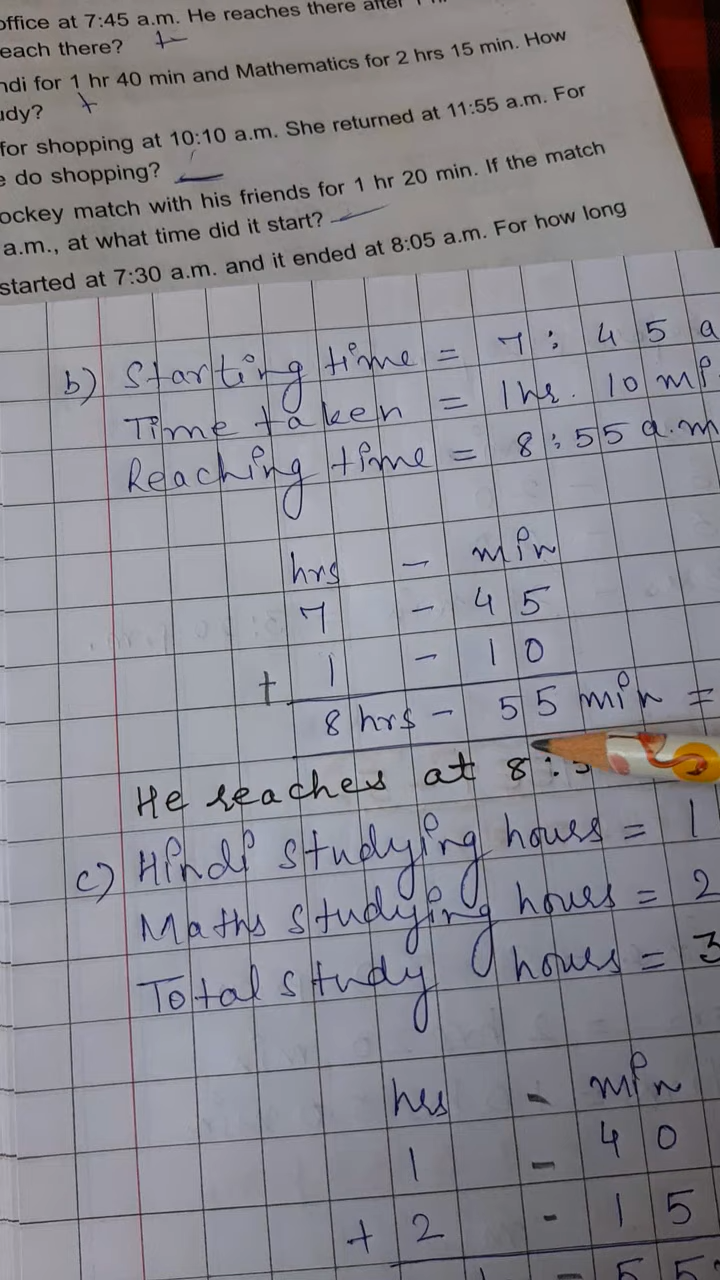 office at 7:45 a.m. He reaches there after
each there?
ndi for 1 hr 40 min and Mathematics for 2 hrs 15 min. How
udy?
for shopping at 10:10 a.m. She returned at 11:55 a.m. For
e do shopping?
ockey match with his friends for 1 hr 20 min. If the match
a.m., at what time did it start?
started at 7:30 a.m. and it ended at 8:05 a.m. For how long
b) Starting time = 7 : 45 a
Time taken = 1 hr. 10 mi
Reaching time = 8 : 55 a.m
hrs - min
7 - 45
+ 1 - 10
8 hrs - 55 min =
He reaches at 8 :
c) Hindi studying hours = 1
Maths studying hours = 2
Total study hours = 3
hrs - min
1 - 40
+ 2 - 15
- 55